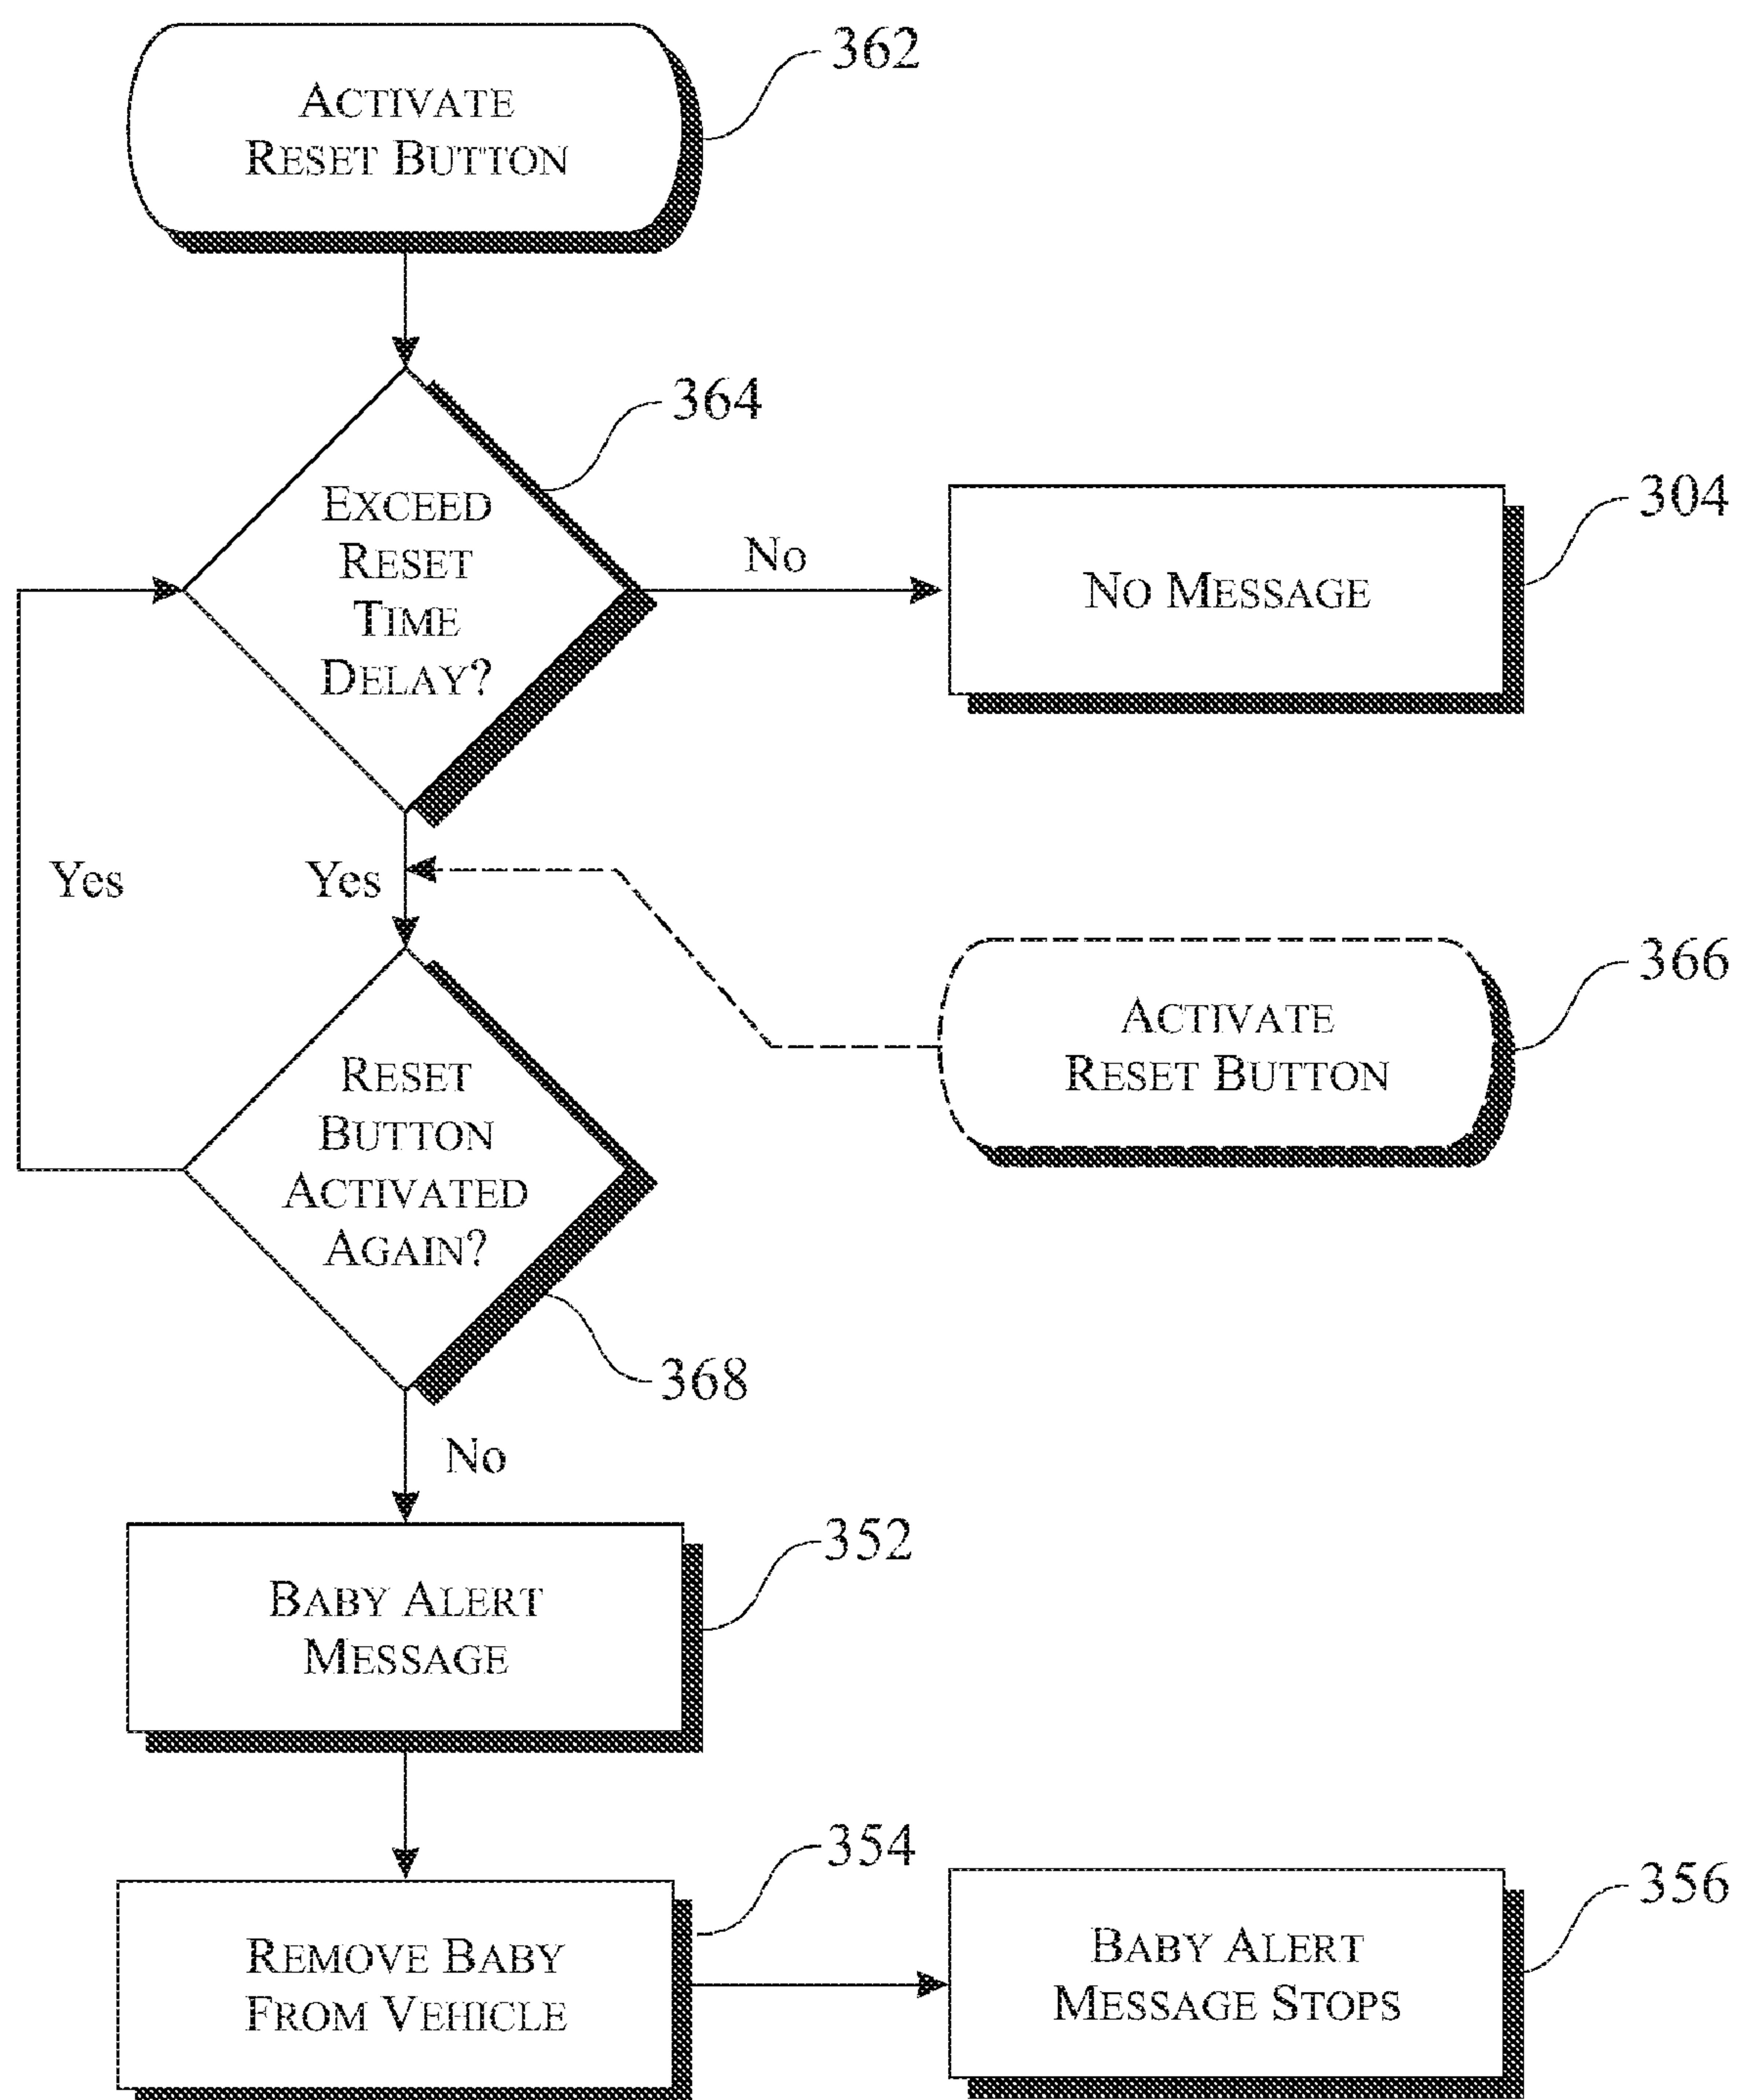 ACTIVATE
RESET BUTTON
362
EXCEED
RESET
TIME
DELAY?
364
No
NO MESSAGE
304
Yes
Yes
ACTIVATE
RESET BUTTON
366
RESET
BUTTON
ACTIVATED
AGAIN?
368
No
BABY ALERT
MESSAGE
352
REMOVE BABY
FROM VEHICLE
354
BABY ALERT
MESSAGE STOPS
356